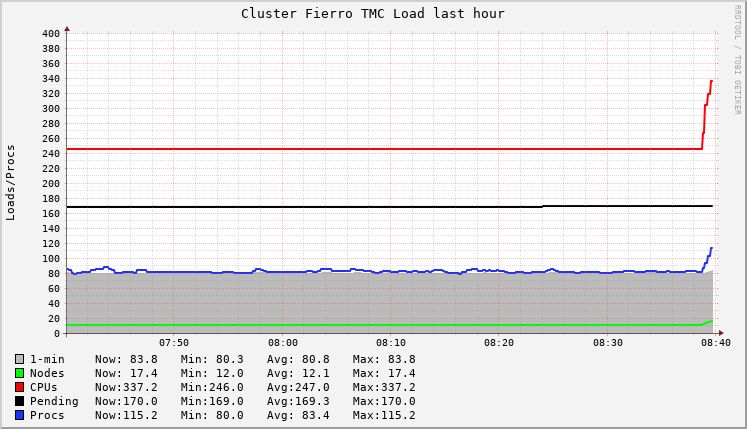 Cluster Fierro TMC Load last hour
RRDTOOL / TOBI OETIKER
Loads/Procs
400
380
360
340
320
300
280
260
240
220
200
180
160
140
120
100
80
60
40
20
0
07:50 08:00 08:10 08:20 08:30 08:40
1-min Now: 83.8 Min: 80.3 Avg: 80.8 Max: 83.8
Nodes Now: 17.4 Min: 12.0 Avg: 12.1 Max: 17.4
CPUs Now:337.2 Min:246.0 Avg:247.0 Max:337.2
Pending Now:170.0 Min:169.0 Avg:169.3 Max:170.0
Procs Now:115.2 Min: 80.0 Avg: 83.4 Max:115.2